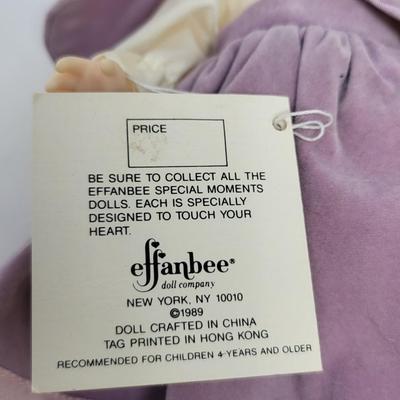 PRICE
BE SURE TO COLLECT ALL THE
EFFANBEE SPECIAL MOMENTS
DOLLS. EACH IS SPECIALLY
DESIGNED TO TOUCH YOUR
HEART.
effanbee®
doll company
NEW YORK, NY 10010
©1989
DOLL CRAFTED IN CHINA
TAG PRINTED IN HONG KONG
RECOMMENDED FOR CHILDREN 4 YEARS AND OLDER